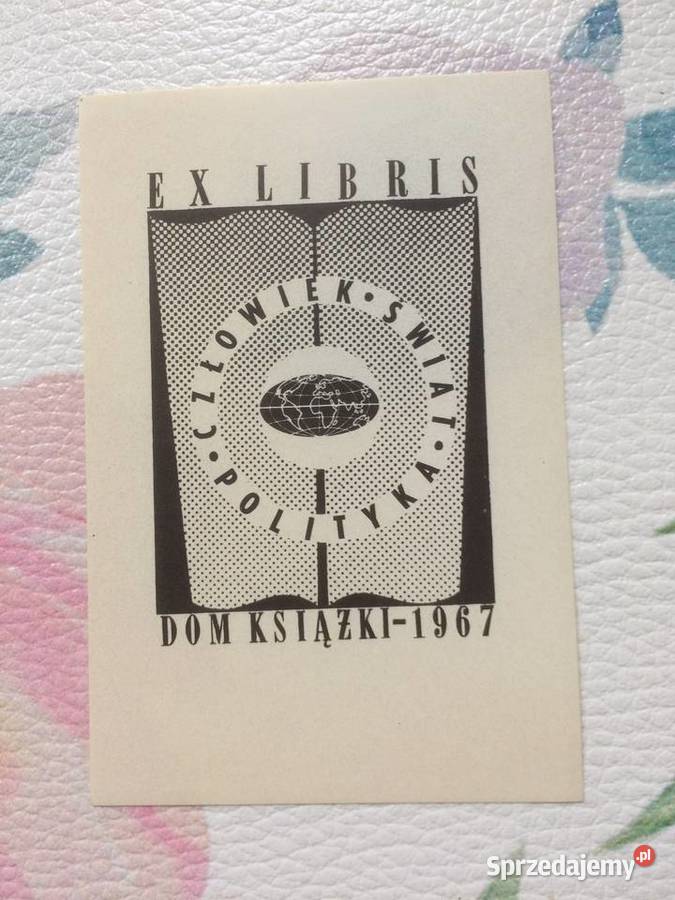 EX LIBRIS
CZŁOWIEK • ŚWIAT • POLITYKA •
DOM KSIĄŻKI-1967
Sprzedajemy.pl